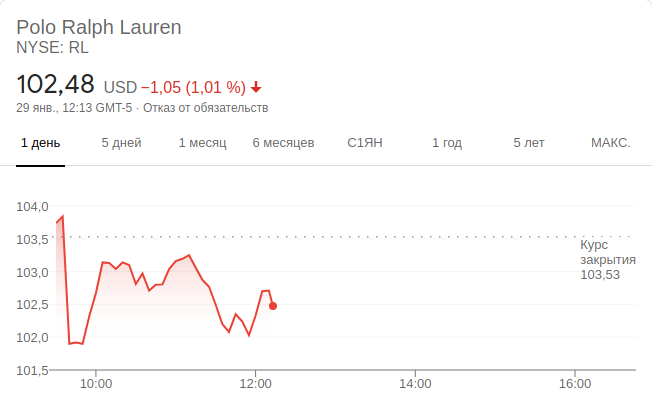 Polo Ralph Lauren
NYSE: RL
102,48 USD −1,05 (1,01 %)
29 янв., 12:13 GMT-5 · Отказ от обязательств
1 день 5 дней 1 месяц 6 месяцев С1ЯН 1 год 5 лет МАКС.
104,0
103,5
103,0
102,5
102,0
101,5
Курс
закрытия
103,53
10:00 12:00 14:00 16:00